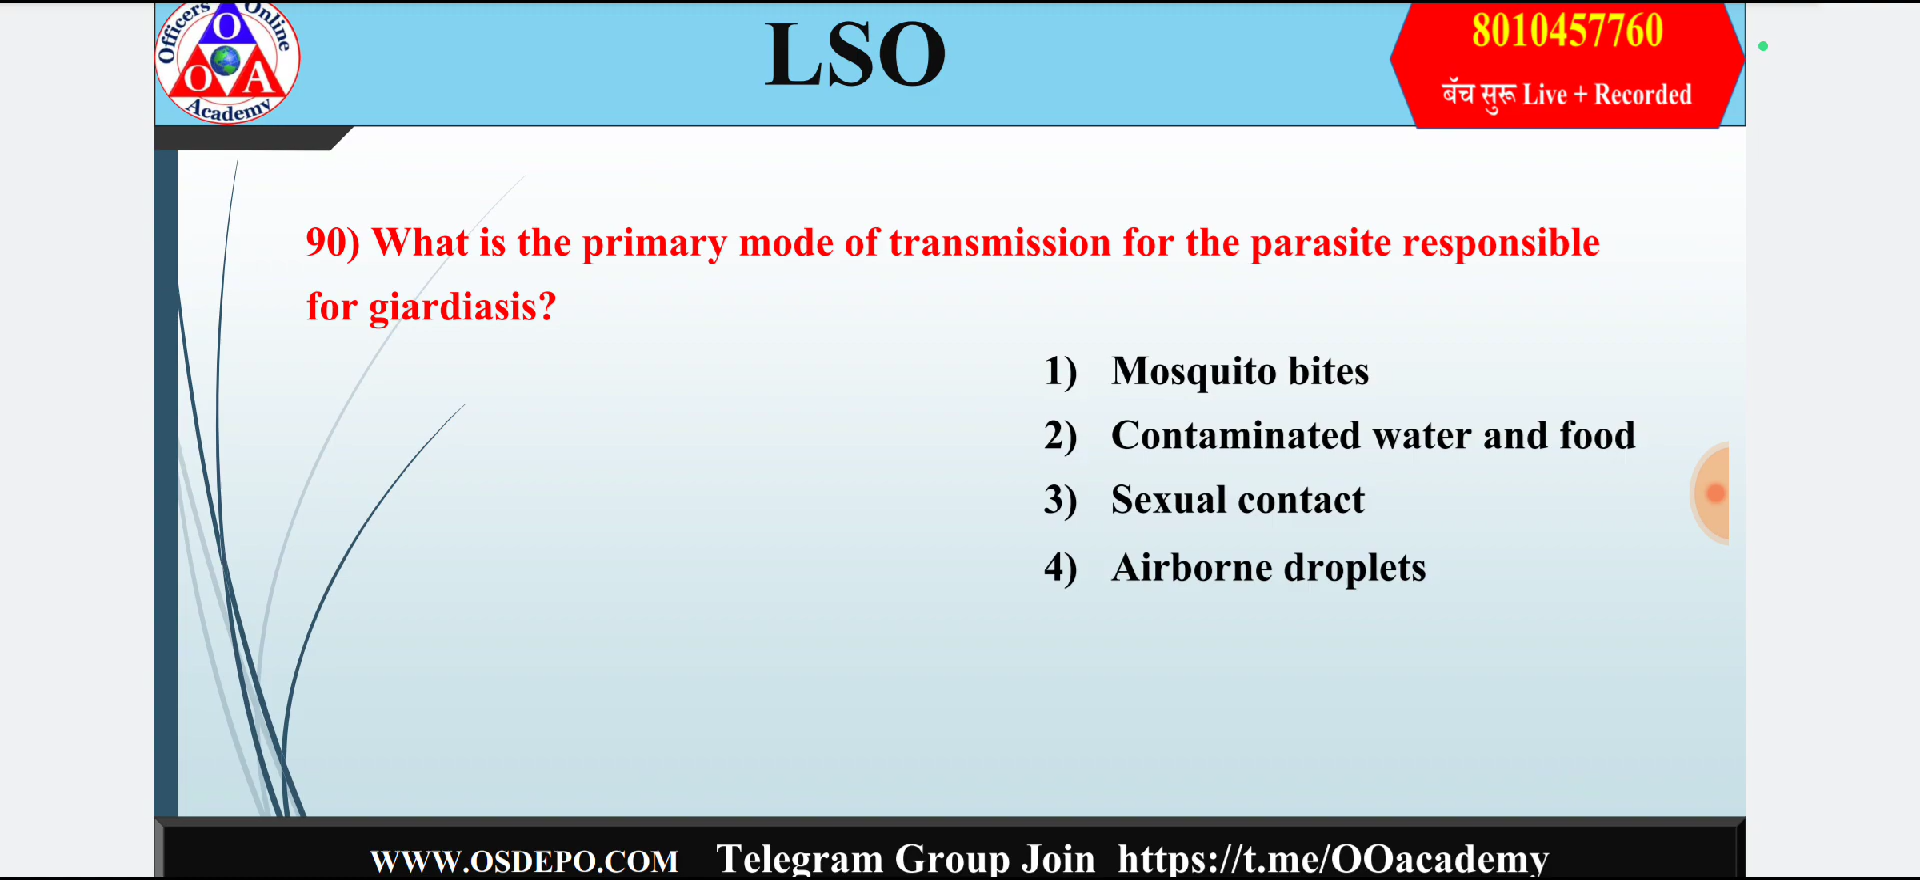 Officers Online
O
O A
Academy
LSO
8010457760
बॅच सुरू Live + Recorded
90) What is the primary mode of transmission for the parasite responsible
for giardiasis?
1) Mosquito bites
2) Contaminated water and food
3) Sexual contact
4) Airborne droplets
WWW.OSDEPO.COM Telegram Group Join https://t.me/OOacademy